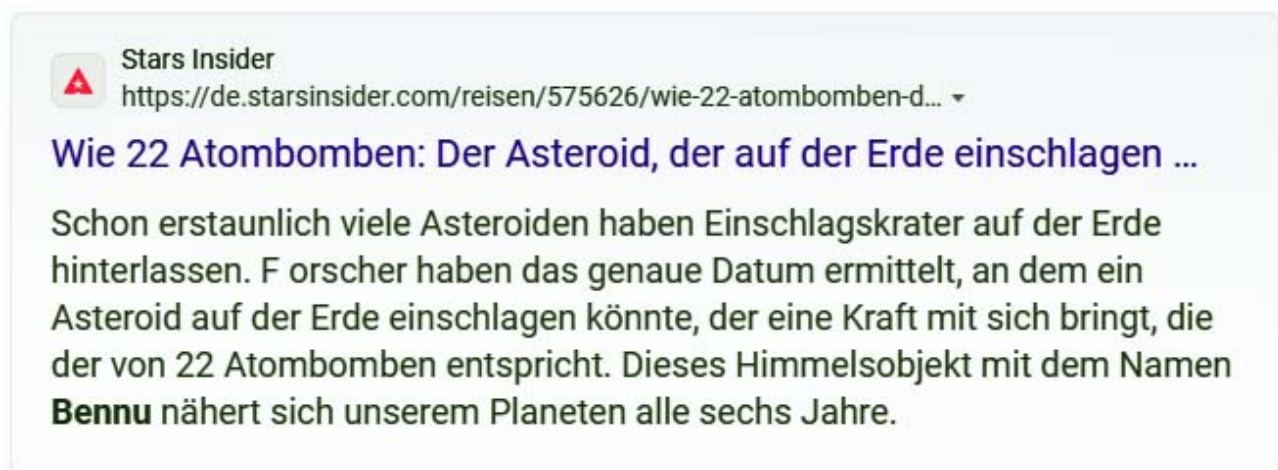 Stars Insider
https://de.starsinsider.com/reisen/575626/wie-22-atombomben-d...
Wie 22 Atombomben: Der Asteroid, der auf der Erde einschlagen ...
Schon erstaunlich viele Asteroiden haben Einschlagskrater auf der Erde
hinterlassen. F orscher haben das genaue Datum ermittelt, an dem ein
Asteroid auf der Erde einschlagen könnte, der eine Kraft mit sich bringt, die
der von 22 Atombomben entspricht. Dieses Himmelsobjekt mit dem Namen
Bennu nähert sich unserem Planeten alle sechs Jahre.